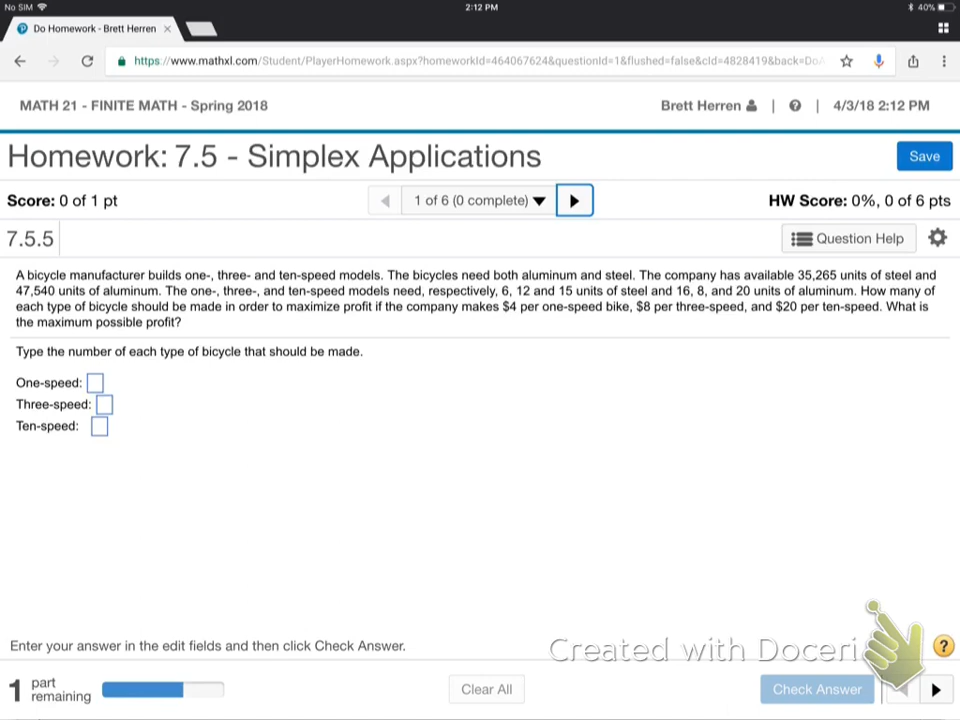 No SIM
2:12 PM
40%
Do Homework - Brett Herren
https://www.mathxl.com/Student/PlayerHomework.aspx?homeworkId=464067624&questionId=1&flushed=false&cId=4828419&back=DoA
MATH 21 - FINITE MATH - Spring 2018
Brett Herren | ? | 4/3/18 2:12 PM
Homework: 7.5 - Simplex Applications
Save
Score: 0 of 1 pt
1 of 6 (0 complete)
HW Score: 0%, 0 of 6 pts
7.5.5
Question Help
A bicycle manufacturer builds one-, three- and ten-speed models. The bicycles need both aluminum and steel. The company has available 35,265 units of steel and
47,540 units of aluminum. The one-, three-, and ten-speed models need, respectively, 6, 12 and 15 units of steel and 16, 8, and 20 units of aluminum. How many of
each type of bicycle should be made in order to maximize profit if the company makes $4 per one-speed bike, $8 per three-speed, and $20 per ten-speed. What is
the maximum possible profit?
Type the number of each type of bicycle that should be made.
One-speed:
Three-speed:
Ten-speed:
Enter your answer in the edit fields and then click Check Answer.
Created with Doceri
?
1 part
remaining
Clear All
Check Answer